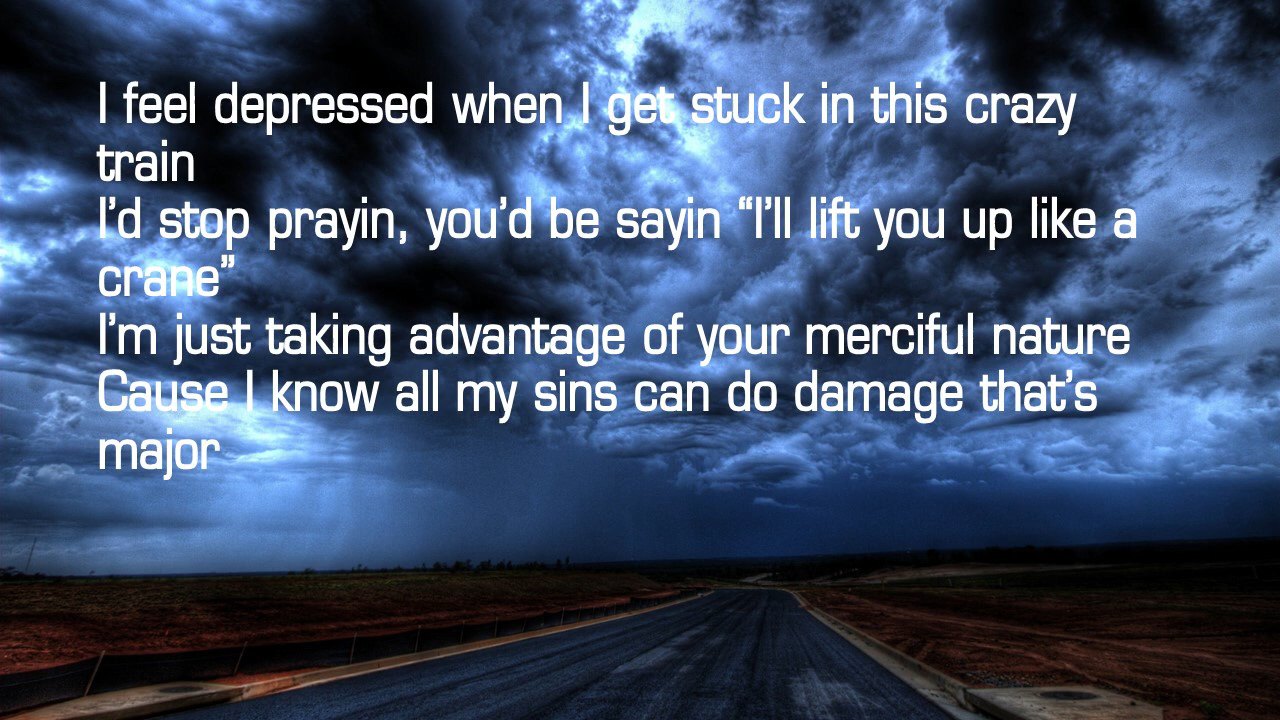 I feel depressed when I get stuck in this crazy
train
I'd stop prayin, you'd be sayin “I'll lift you up like a
crane”
I'm just taking advantage of your merciful nature
Cause I know all my sins can do damage that's
major